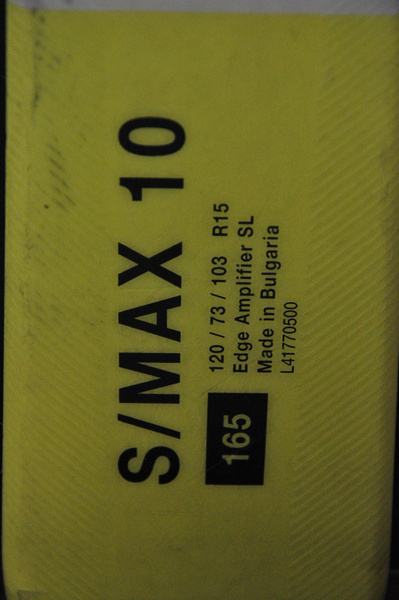 S/MAX 10
165
120 / 73 / 103 R15
Edge Amplifier SL
Made in Bulgaria
L41770500